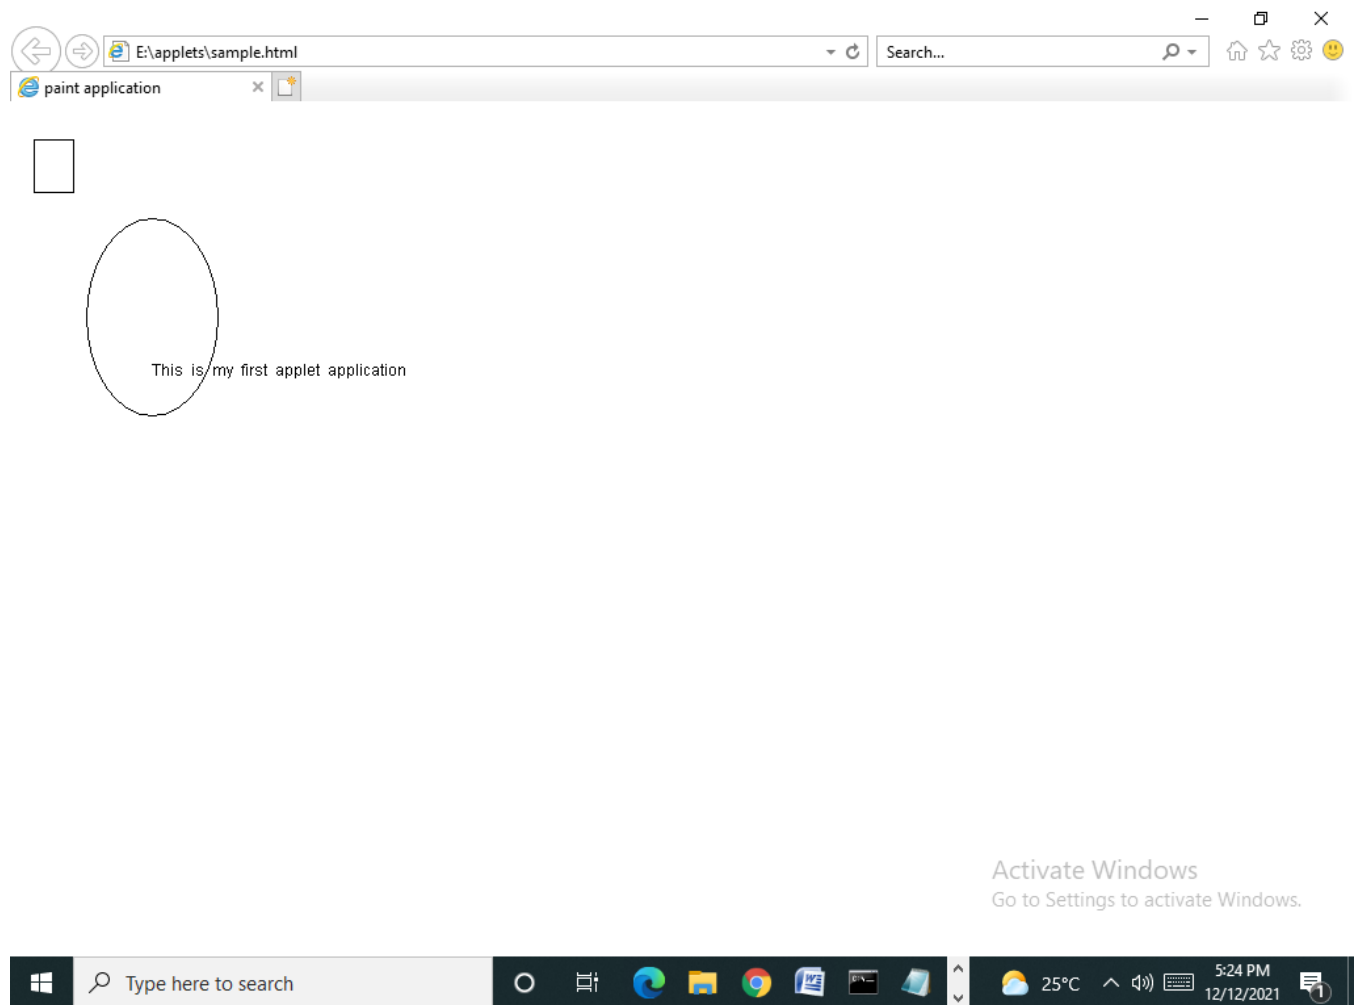 E:\applets\sample.html
Search...
paint application
This is my first applet application
Activate Windows
Go to Settings to activate Windows.
Type here to search
25°C
5:24 PM
12/12/2021
1